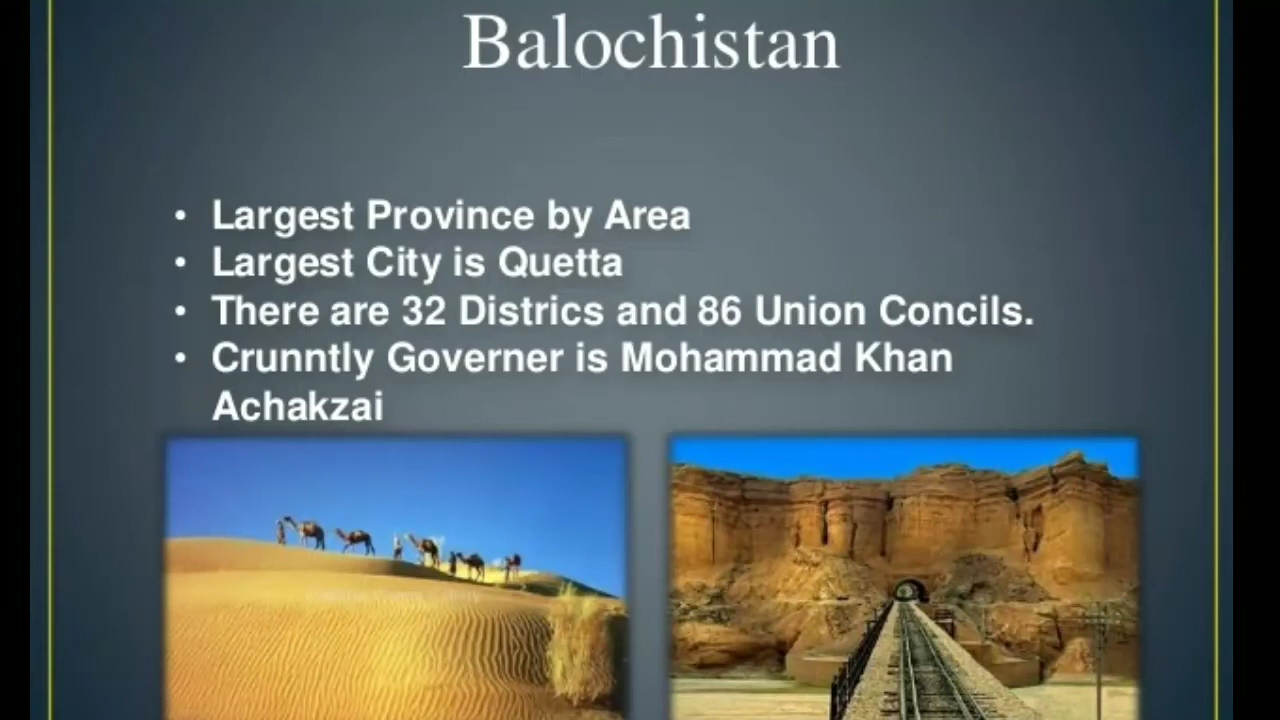 Balochistan
• Largest Province by Area
• Largest City is Quetta
• There are 32 Districs and 86 Union Concils.
• Crunntly Governer is Mohammad Khan
Achakzai